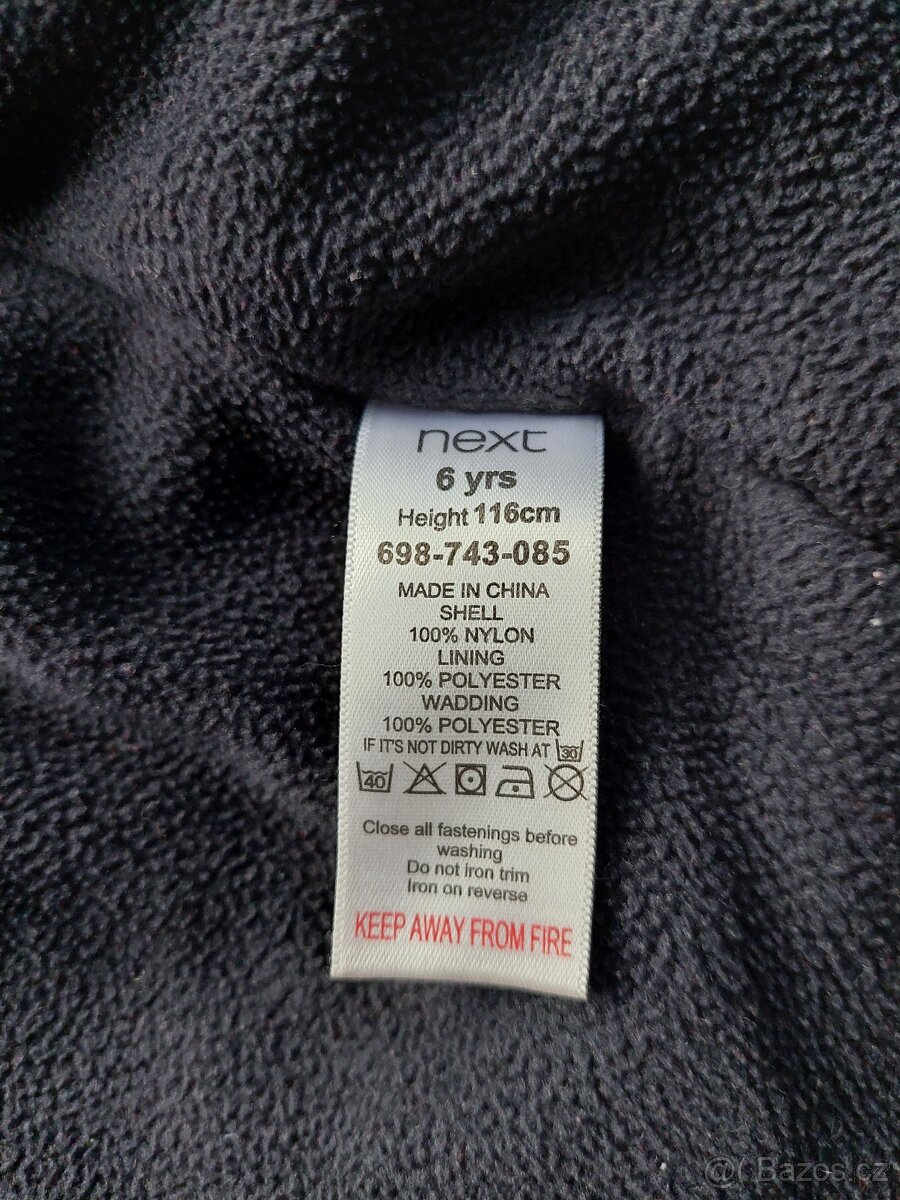 next
6 yrs
Height 116cm
698-743-085
MADE IN CHINA
SHELL
100% NYLON
LINING
100% POLYESTER
WADDING
100% POLYESTER
IF IT'S NOT DIRTY WASH AT 30
40
Close all fastenings before
washing
Do not iron trim
Iron on reverse
KEEP AWAY FROM FIRE
Bazos.cz